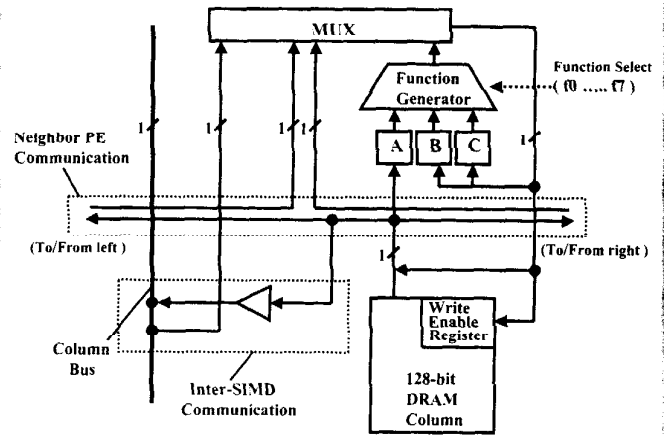 MUX
Function
Generator
Function Select
( f0 ..... f7 )
1
1
1
1
1
A
B
C
Neighbor PE
Communication
(To/From left )
(To/From right )
1
Write
Enable
Register
Column
Bus
128-bit
DRAM
Column
Inter-SIMD
Communication